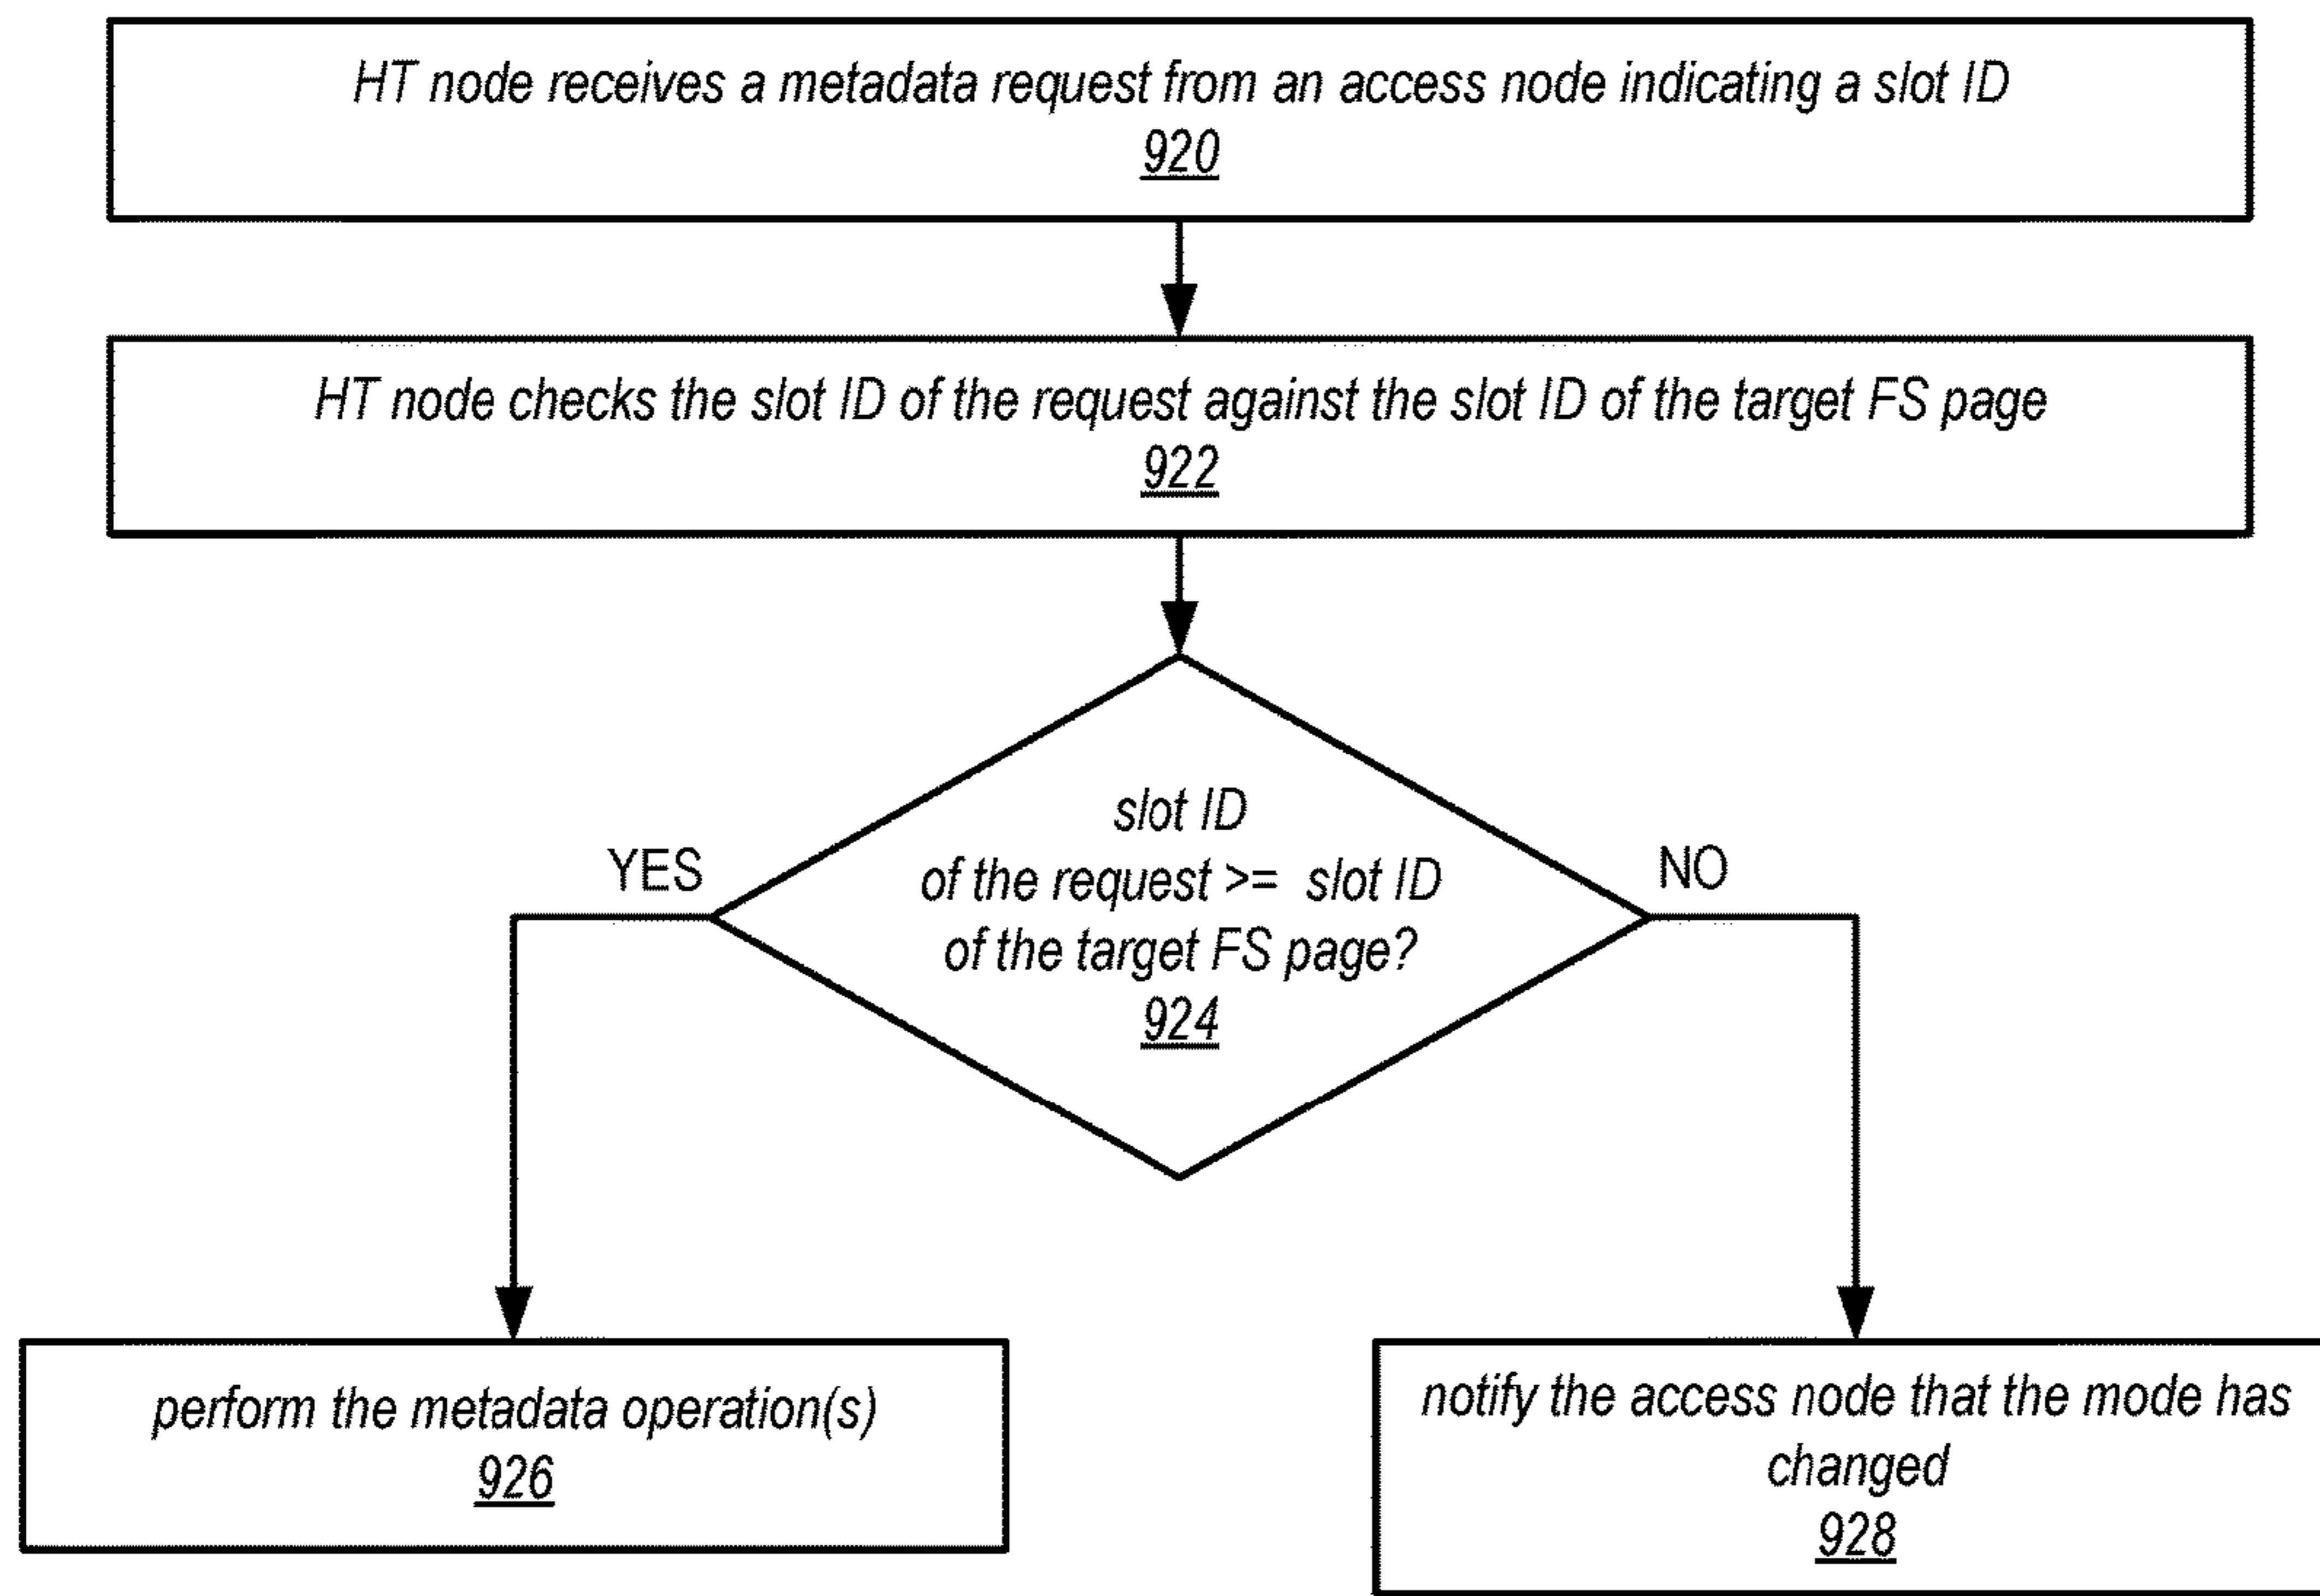 HT node receives a metadata request from an access node indicating a slot ID
920
HT node checks the slot ID of the request against the slot ID of the target FS page
922
slot ID
of the request >= slot ID
of the target FS page?
924
YES
NO
perform the metadata operation(s)
926
notify the access node that the mode has
changed
928